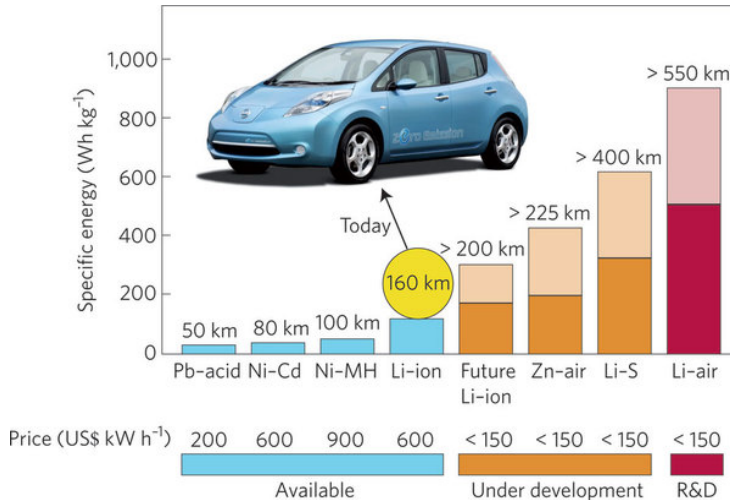 1,000
800
600
400
200
0
Specific energy (Wh kg⁻¹)
zero Emission
Today
50 km
80 km
100 km
160 km
> 200 km
> 225 km
> 400 km
> 550 km
Pb–acid Ni–Cd Ni–MH Li–ion Future Li–ion Zn–air Li–S Li–air
Price (US$ kW h⁻¹) 200 600 900 600 < 150 < 150 < 150 < 150
Available Under development R&D